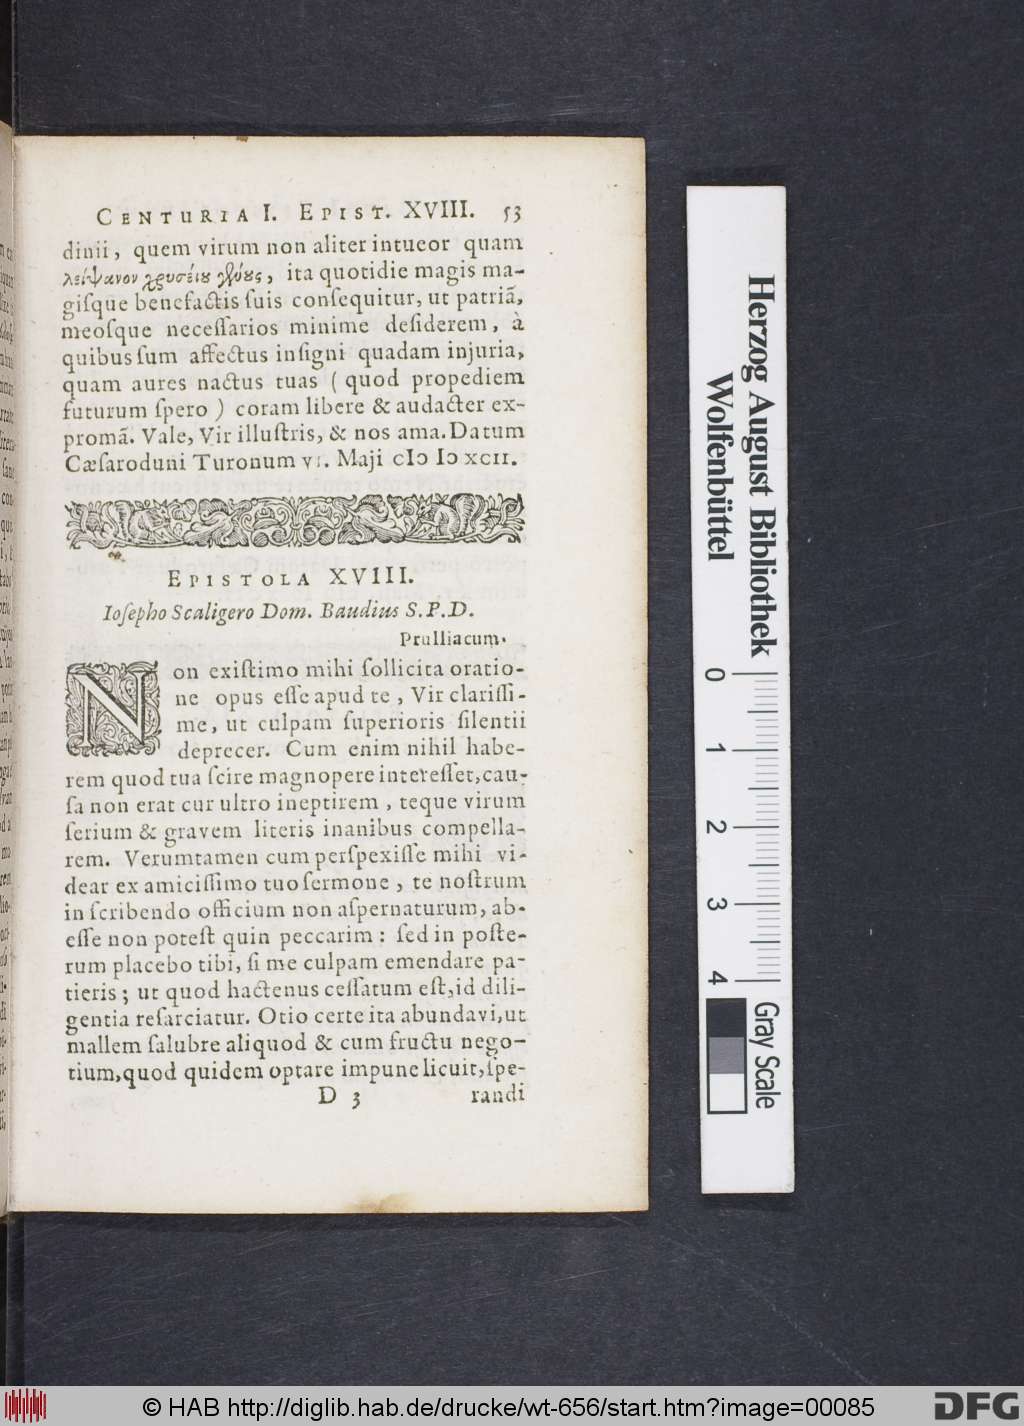 CENTURIA I. EPIST. XVIII. 53
dinii, quem virum non aliter intueor quam
λείψανον χρυσέιυ γένους, ita quotidie magis ma-
giſque benefactis ſuis conſequitur, ut patriã,
meoſque neceſſarios minime deſiderem, à
quibus ſum affectus inſigni quadam injuria,
quam aures nactus tuas ( quod propediem
futurum ſpero ) coram libere & audacter ex-
promã. Vale, Vir illuſtris, & nos ama. Datum
Cæſaroduni Turonum VI. Maji CIↃ IↃ XCII.
EPISTOLA XVIII.
Ioſepho Scaligero Dom. Baudius S.P.D.
Prulliacum.
Non exiſtimo mihi ſollicita oratio-
ne opus eſſe apud te, Vir clariſſi-
me, ut culpam ſuperioris ſilentii
deprecer. Cum enim nihil habe-
rem quod tua ſcire magnopere intereſſet, cau-
ſa non erat cur ultro ineptirem, teque virum
ſerium & gravem literis inanibus compella-
rem. Verumtamen cum perſpexiſſe mihi vi-
dear ex amiciſſimo tuo ſermone, te noſtrum
in ſcribendo officium non aſpernaturum, ab-
eſſe non poteſt quin peccarim: ſed in poſte-
rum placebo tibi, ſi me culpam emendare pa-
tieris; ut quod hactenus ceſſatum eſt, id dili-
gentia reſarciatur. Otio certe ita abundavi, ut
mallem ſalubre aliquod & cum fructu nego-
tium, quod quidem optare impune licuit, ſpe-
D 3 randi
Herzog August Bibliothek
Wolfenbüttel
0 1 2 3 4
Gray Scale
© HAB http://diglib.hab.de/drucke/wt-656/start.htm?image=00085
DFG